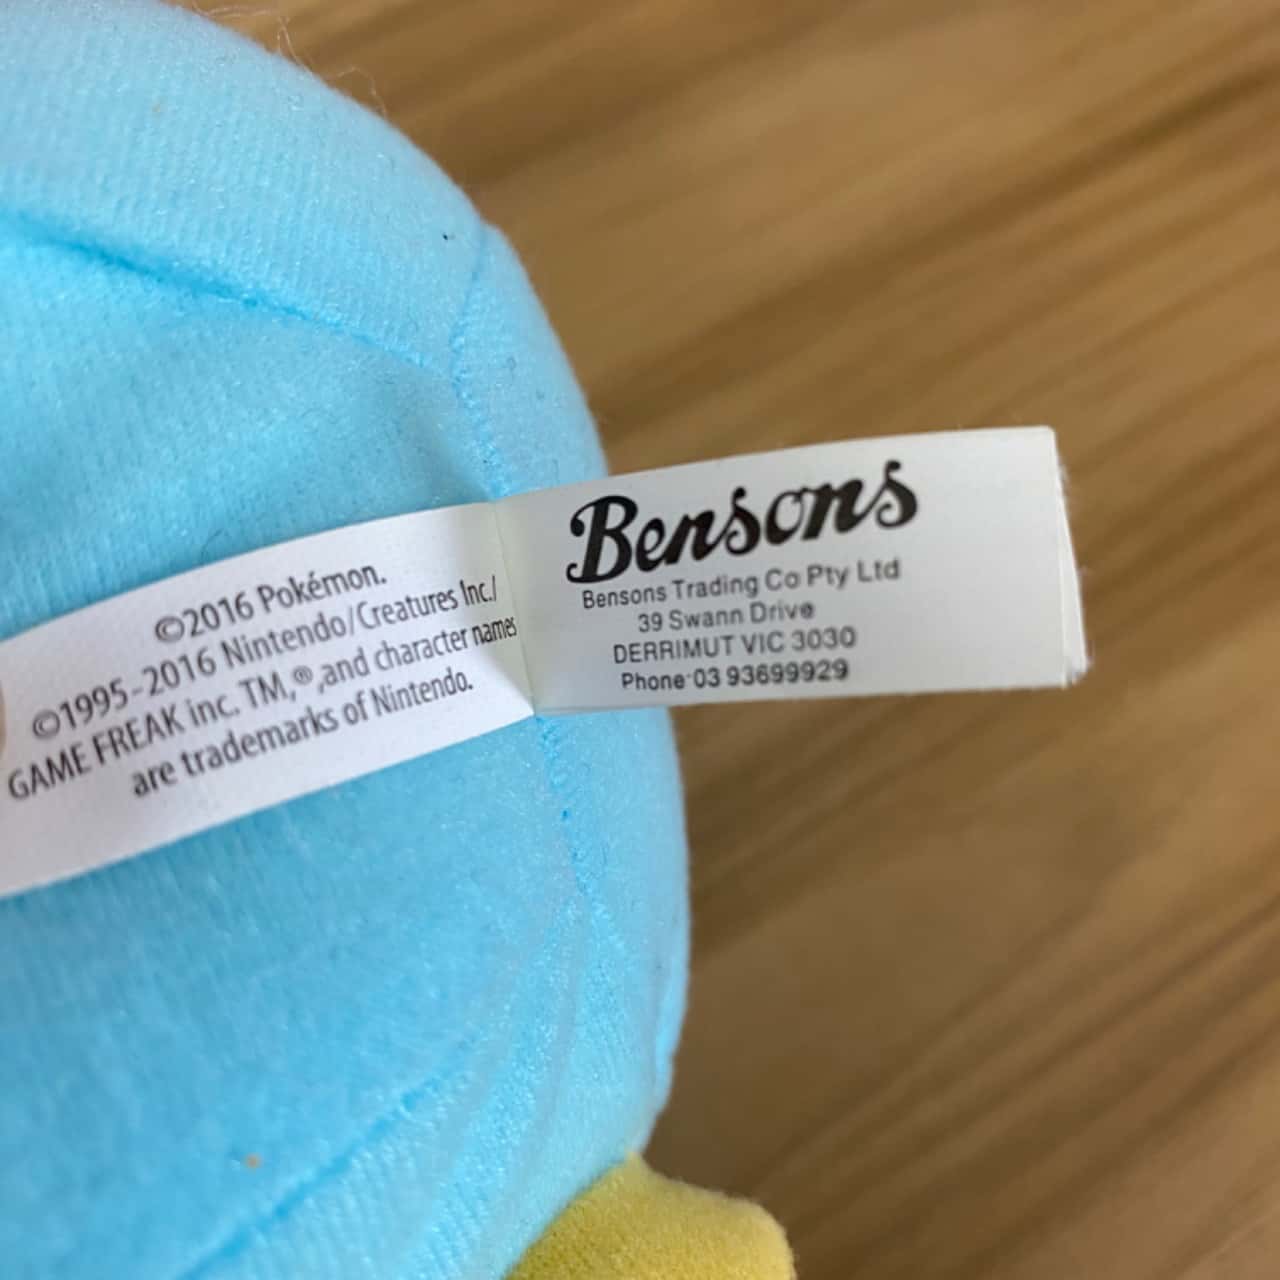 ©2016 Pokémon.
©1995-2016 Nintendo/Creatures Inc./
GAME FREAK inc. TM,® ,and character names
are trademarks of Nintendo.
Bensons
Bensons Trading Co Pty Ltd
39 Swann Drive
DERRIMUT VIC 3030
Phone 03 93699929